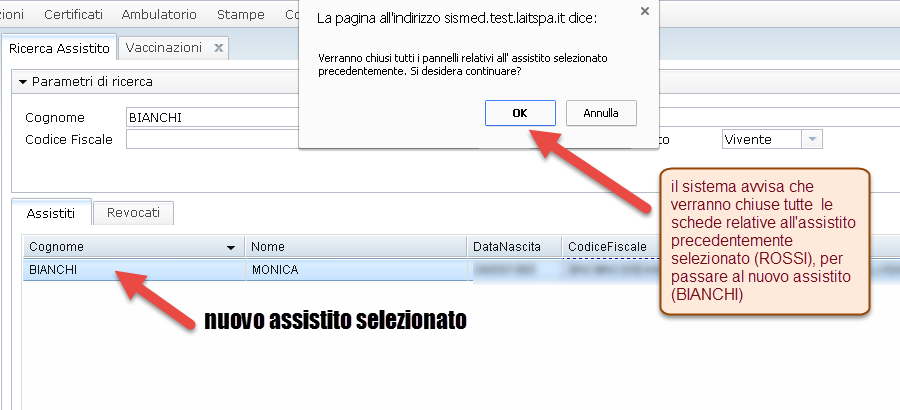 ioni Certificati Ambulatorio Stampe Co
La pagina all'indirizzo sismed.test.laitspa.it dice:
Verranno chiusi tutti i pannelli relativi all' assistito selezionato
precedentemente. Si desidera continuare?
OK Annulla
Ricerca Assistito Vaccinazioni
Parametri di ricerca
Cognome BIANCHI
Codice Fiscale to Vivente
il sistema avvisa che
verranno chiuse tutte le
schede relative all'assistito
precedentemente
selezionato (ROSSI), per
passare al nuovo assistito
(BIANCHI)
Assistiti Revocati
Cognome Nome DataNascita CodiceFiscale
BIANCHI MONICA
nuovo assistito selezionato